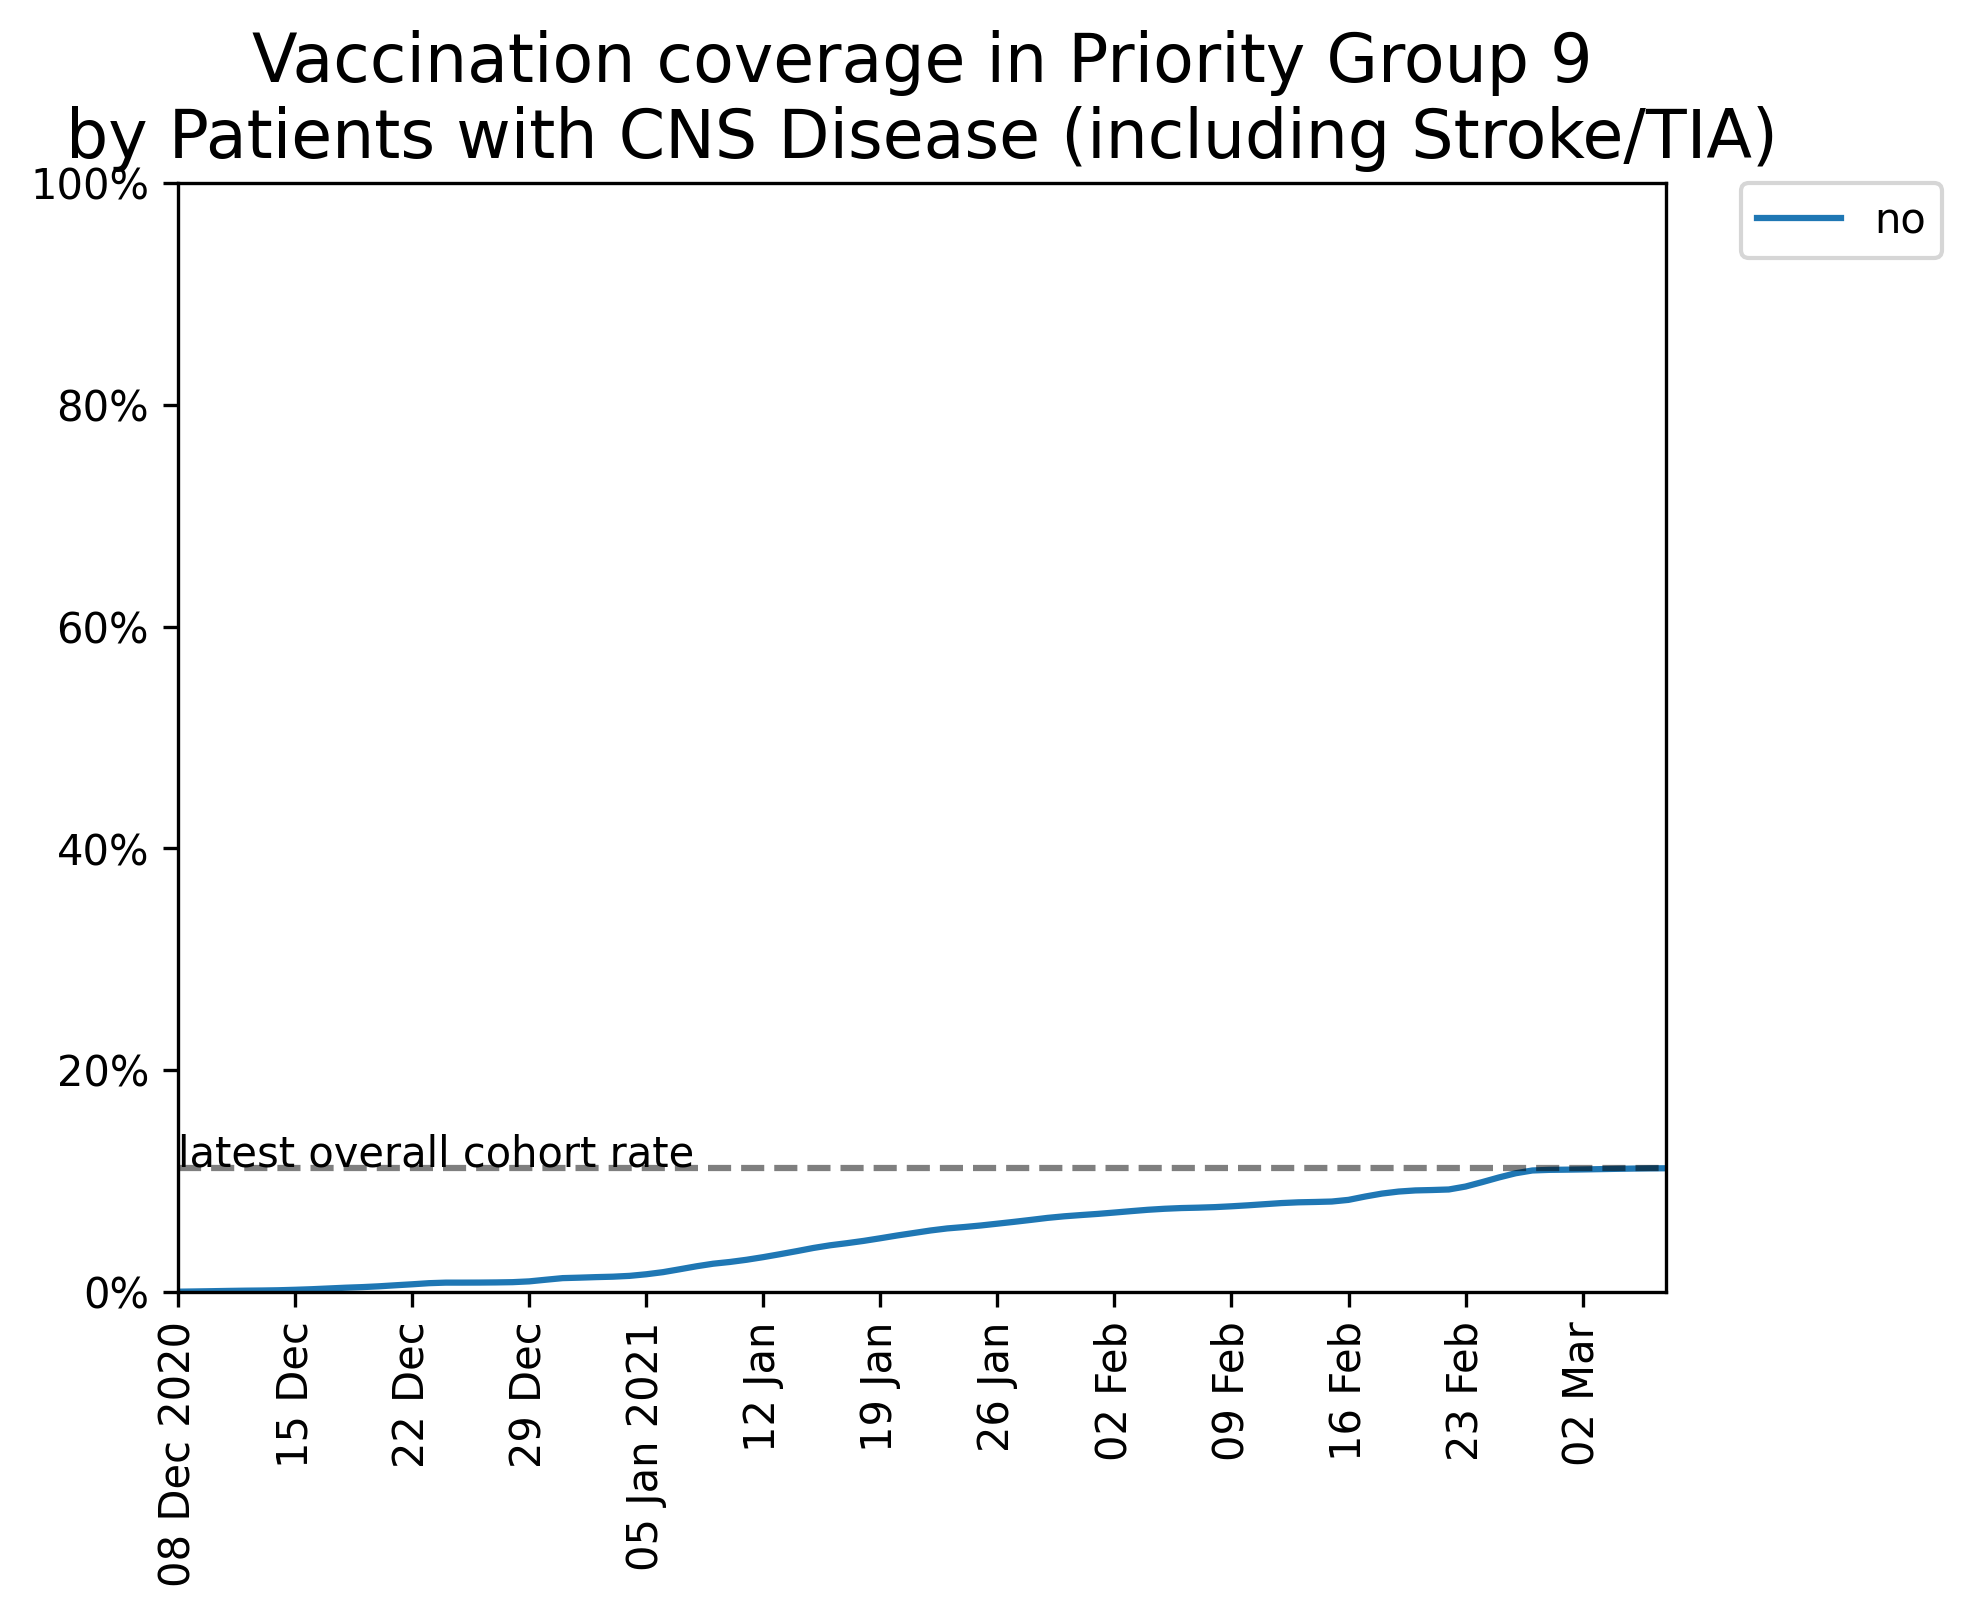 Vaccination coverage in Priority Group 9
by Patients with CNS Disease (including Stroke/TIA)
100%
80%
60%
40%
20%
0%
no
latest overall cohort rate
08 Dec 2020
15 Dec
22 Dec
29 Dec
05 Jan 2021
12 Jan
19 Jan
26 Jan
02 Feb
09 Feb
16 Feb
23 Feb
02 Mar